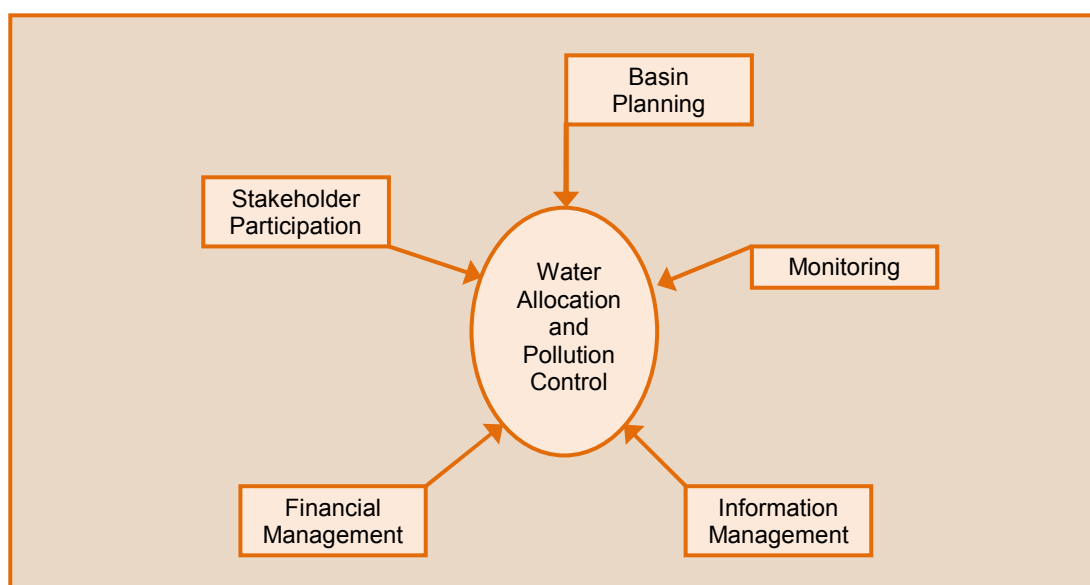 Basin
Planning
Stakeholder
Participation
Monitoring
Water
Allocation
and
Pollution
Control
Financial
Management
Information
Management